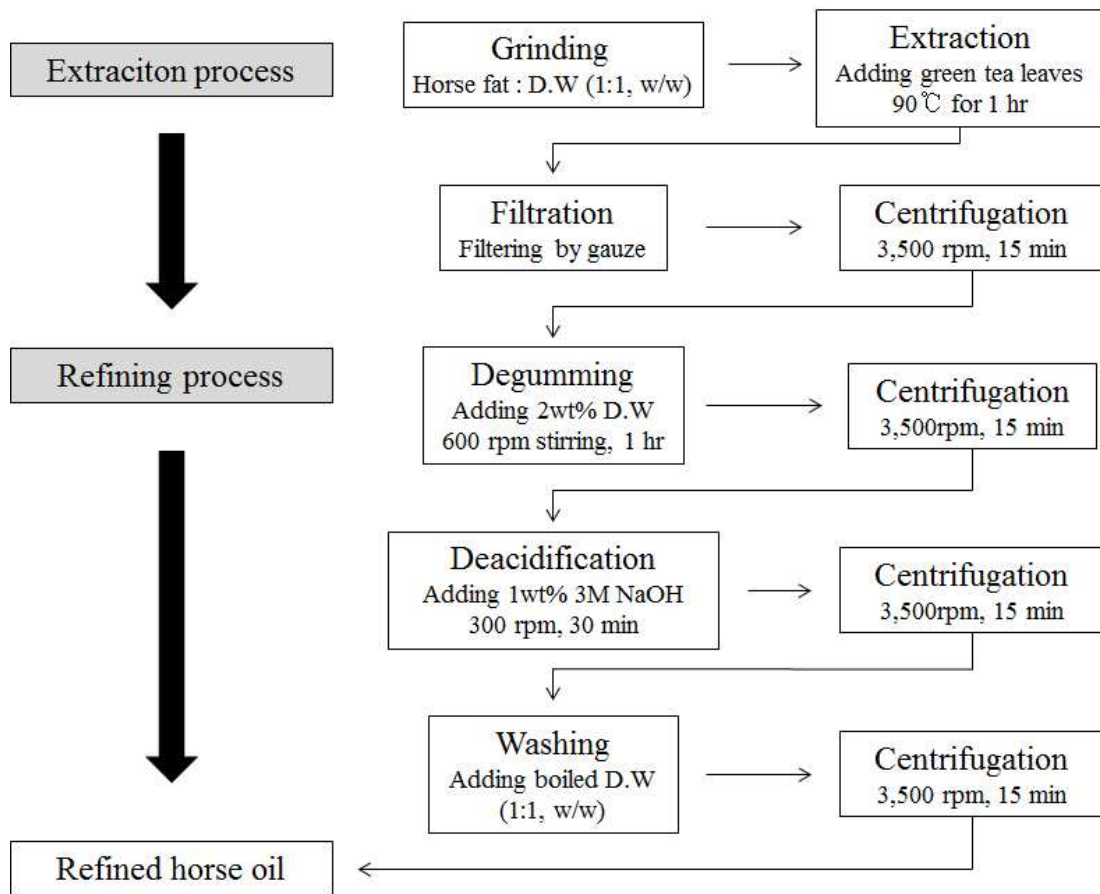 Extraciton process
Grinding
Horse fat : D.W (1:1, w/w)
Extraction
Adding green tea leaves
90℃ for 1 hr
Filtration
Filtering by gauze
Centrifugation
3,500 rpm, 15 min
Refining process
Degumming
Adding 2wt% D.W
600 rpm stirring, 1 hr
Centrifugation
3,500rpm, 15 min
Deacidification
Adding 1wt% 3M NaOH
300 rpm, 30 min
Centrifugation
3,500rpm, 15 min
Washing
Adding boiled D.W
(1:1, w/w)
Centrifugation
3,500 rpm, 15 min
Refined horse oil